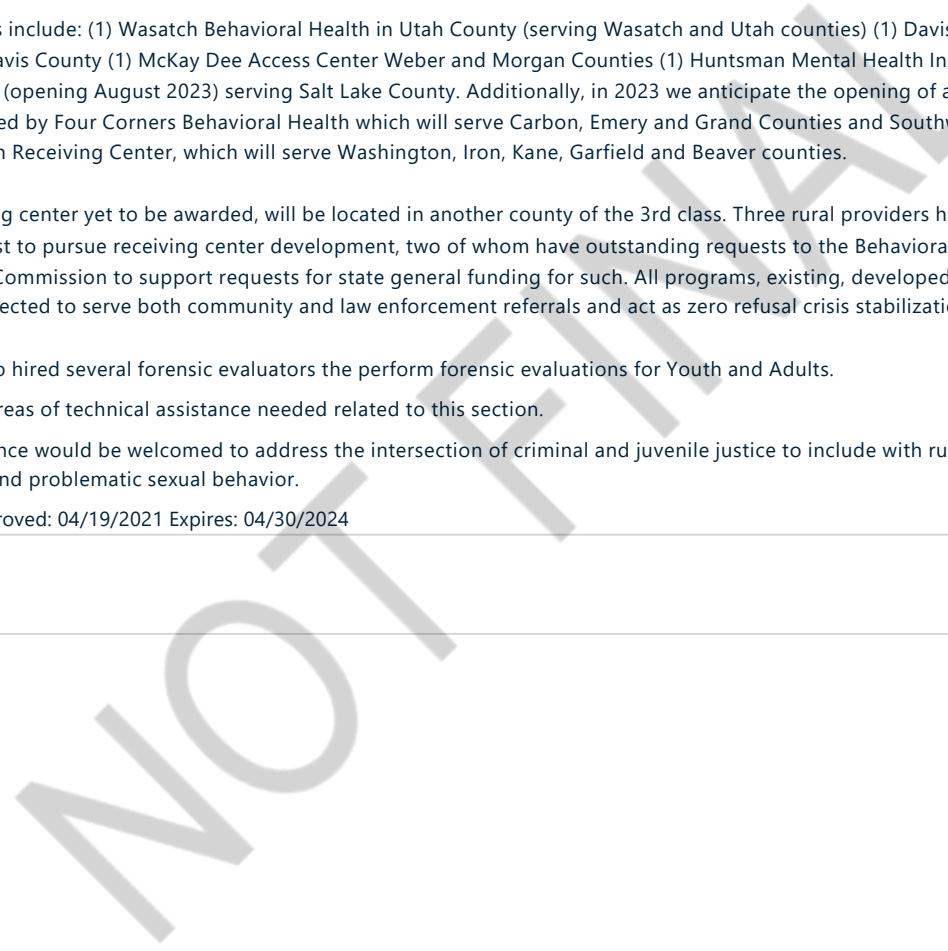 s include: (1) Wasatch Behavioral Health in Utah County (serving Wasatch and Utah counties) (1) Davis
avis County (1) McKay Dee Access Center Weber and Morgan Counties (1) Huntsman Mental Health In
(opening August 2023) serving Salt Lake County. Additionally, in 2023 we anticipate the opening of a
ed by Four Corners Behavioral Health which will serve Carbon, Emery and Grand Counties and Southw
n Receiving Center, which will serve Washington, Iron, Kane, Garfield and Beaver counties.
g center yet to be awarded, will be located in another county of the 3rd class. Three rural providers h
st to pursue receiving center development, two of whom have outstanding requests to the Behaviora
Commission to support requests for state general funding for such. All programs, existing, developed
ected to serve both community and law enforcement referrals and act as zero refusal crisis stabilizatio
o hired several forensic evaluators the perform forensic evaluations for Youth and Adults.
reas of technical assistance needed related to this section.
nce would be welcomed to address the intersection of criminal and juvenile justice to include with ru
nd problematic sexual behavior.
roved: 04/19/2021 Expires: 04/30/2024
NOT FINAL